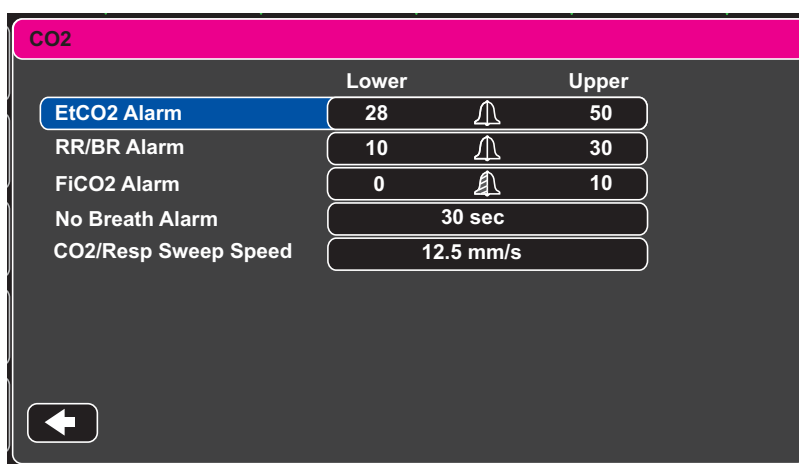 CO2
Lower Upper
EtCO2 Alarm 28 50
RR/BR Alarm 10 30
FiCO2 Alarm 0 10
No Breath Alarm 30 sec
CO2/Resp Sweep Speed 12.5 mm/s